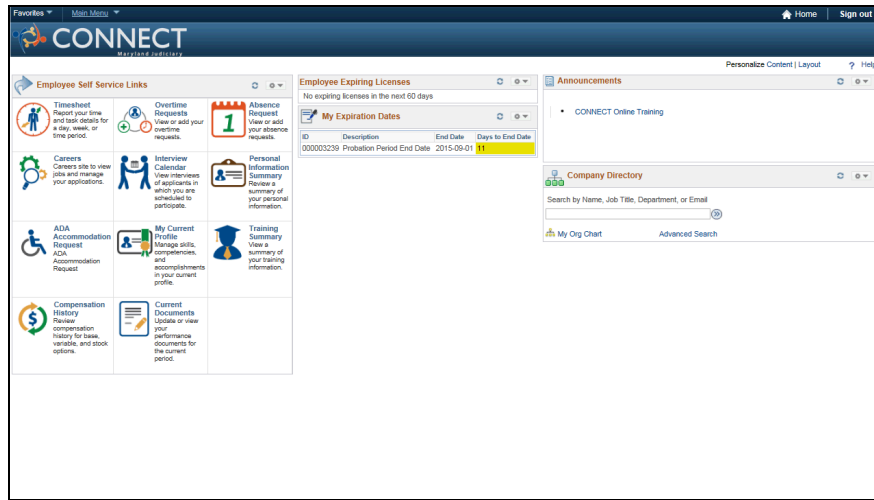 Favorites Main Menu
Home Sign out
CONNECT
Maryland Judiciary
Personalize Content | Layout ? Help
Employee Self Service Links
Timesheet
Report your time
and task details for
a day, week, or
time period.
Overtime
Requests
View or add your
overtime
requests.
Absence
Request
View or add
your absence
requests.
1
Careers
Careers site to view
jobs and manage
your applications.
Interview
Calendar
View interviews
of applicants in
which you are
scheduled to
participate.
Personal
Information
Summary
Review a
summary of
your personal
information.
ADA
Accommodation
Request
ADA
Accommodation
Request
My Current
Profile
Manage skills,
competencies,
and
accomplishments
in your current
profile.
Training
Summary
View a
summary of
your training
information.
Compensation
History
Review
compensation
history for base,
variable, and stock
options.
$
Current
Documents
Update or view
your
performance
documents for
the current
period.
Employee Expiring Licenses
No expiring licenses in the next 60 days
My Expiration Dates
ID Description End Date Days to End Date
000003239 Probation Period End Date 2015-09-01 11
Announcements
• CONNECT Online Training
Company Directory
Search by Name, Job Title, Department, or Email
My Org Chart Advanced Search